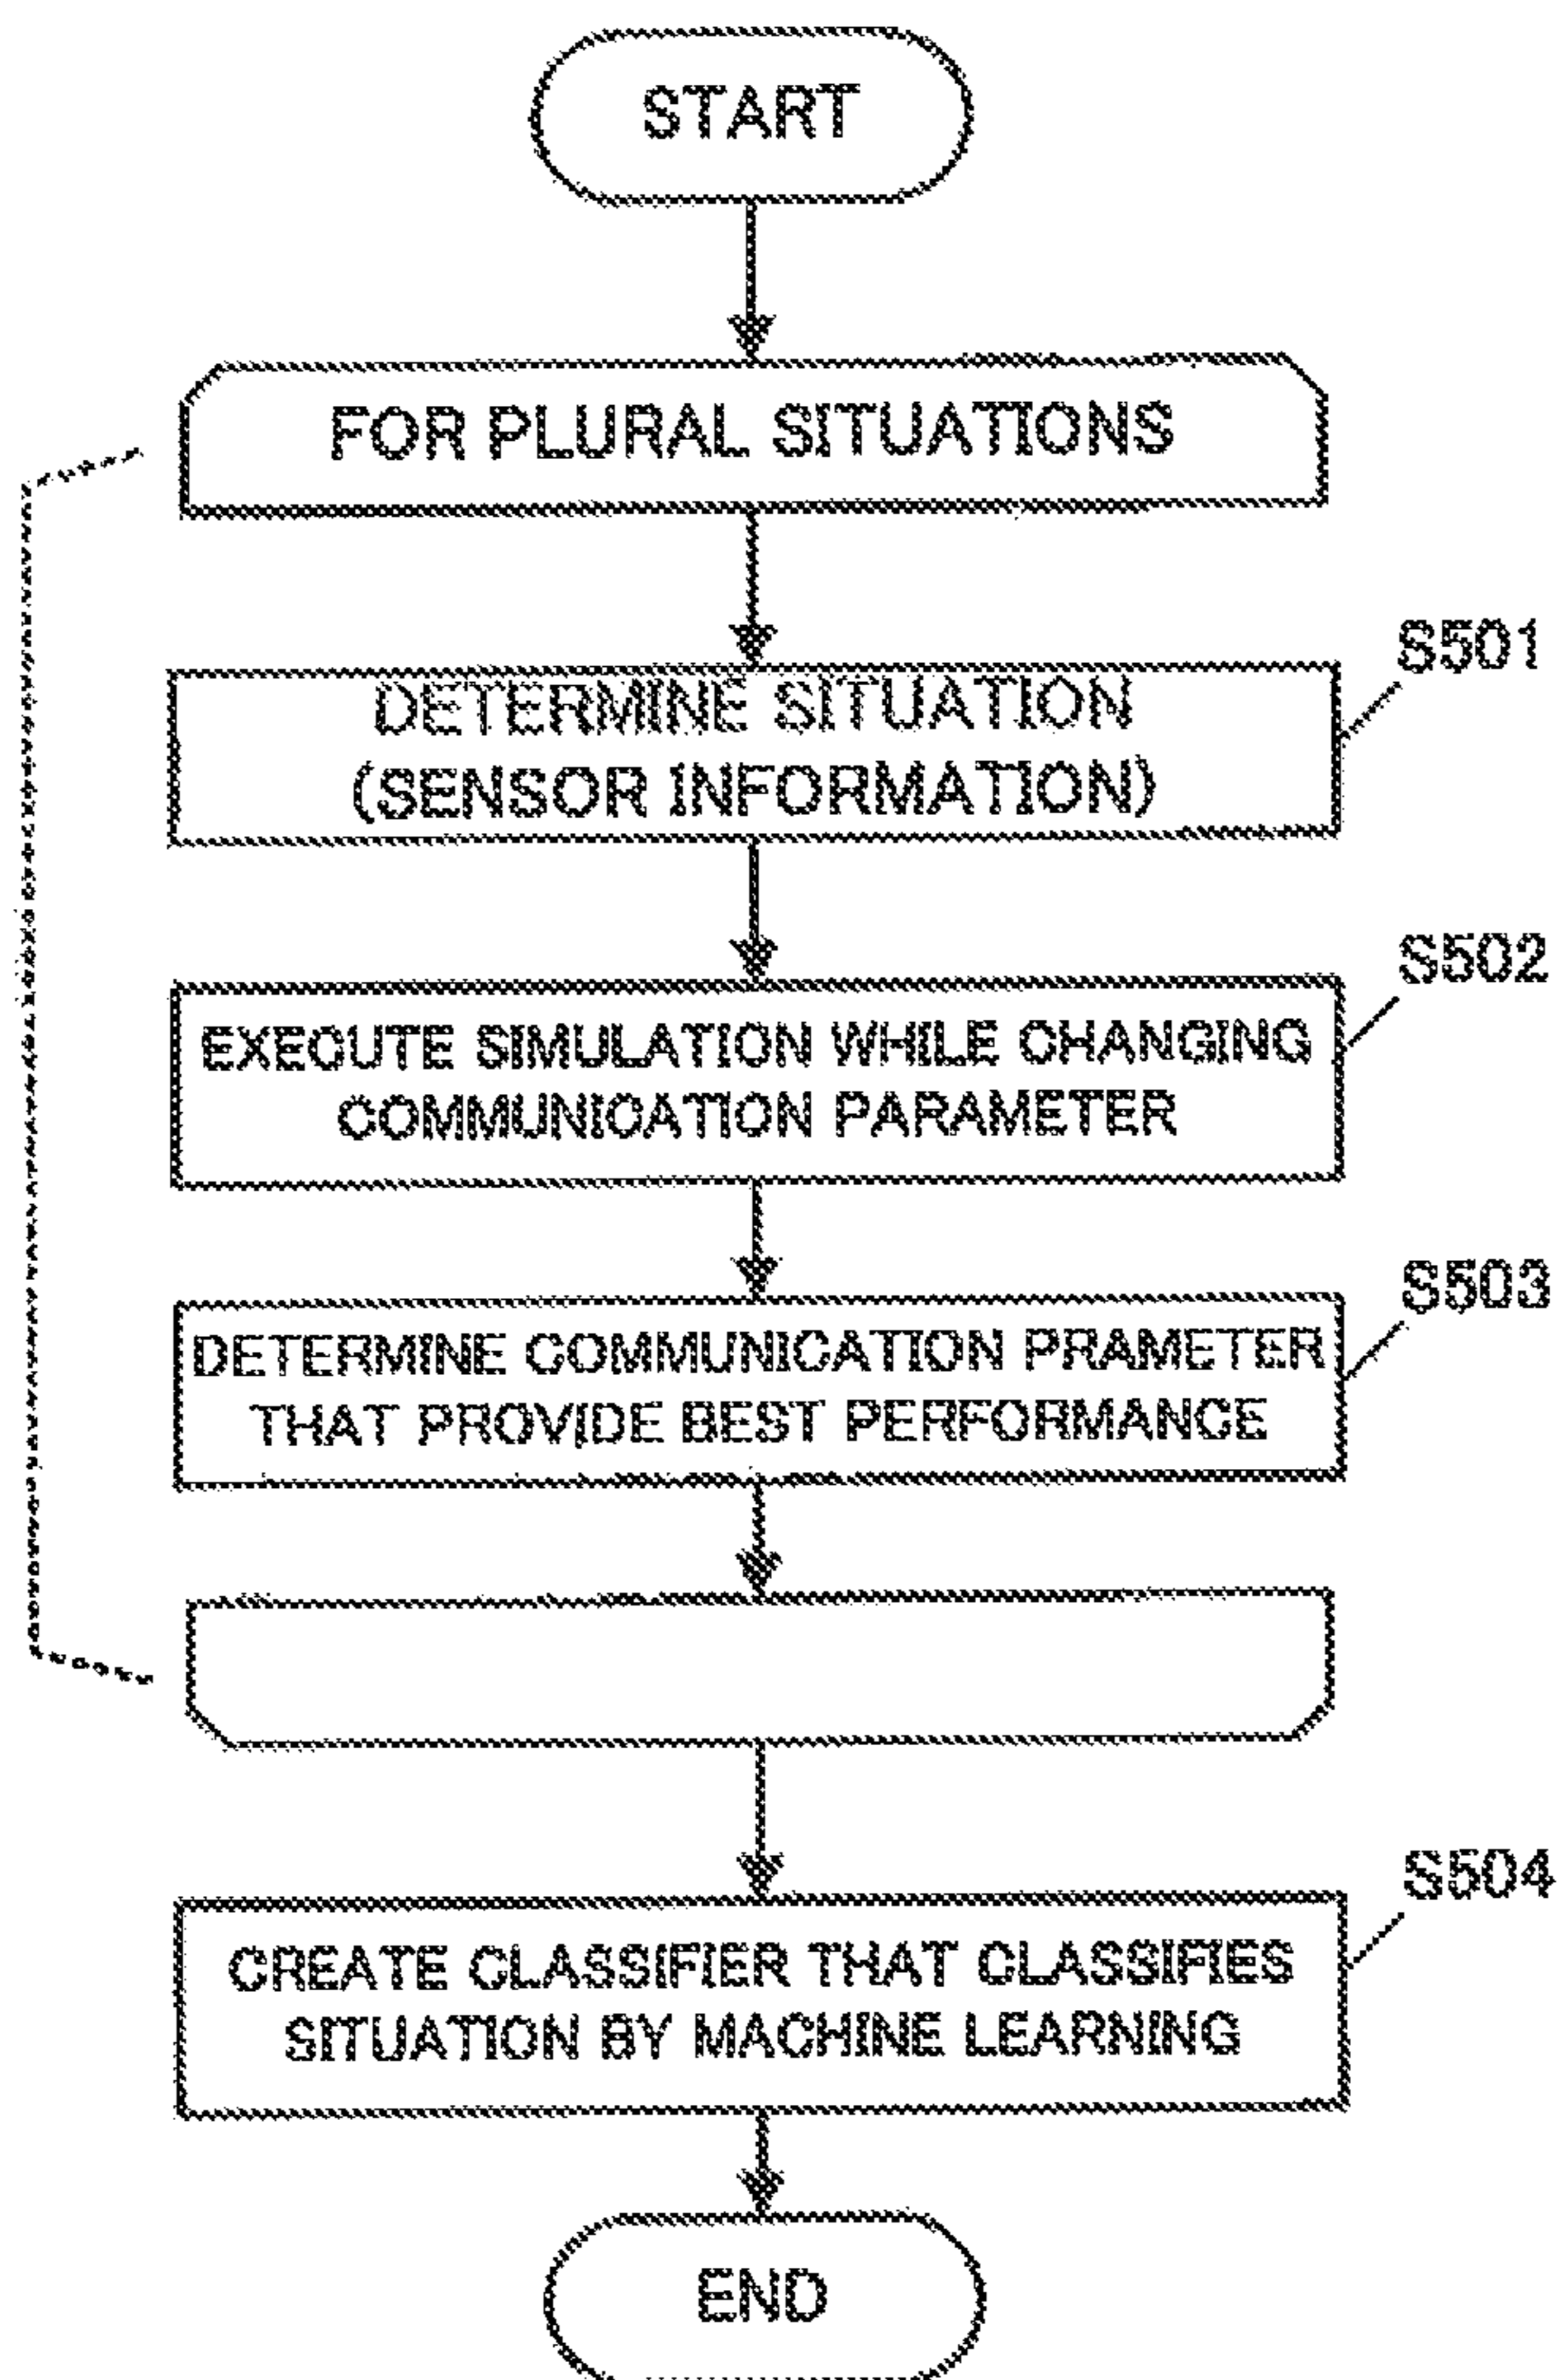 START
FOR PLURAL SITUATIONS
S501
DETERMINE SITUATION
(SENSOR INFORMATION)
S502
EXECUTE SIMULATION WHILE CHANGING
COMMUNICATION PARAMETER
S503
DETERMINE COMMUNICATION PRAMETER
THAT PROVIDE BEST PERFORMANCE
S504
CREATE CLASSIFIER THAT CLASSIFIES
SITUATION BY MACHINE LEARNING
END